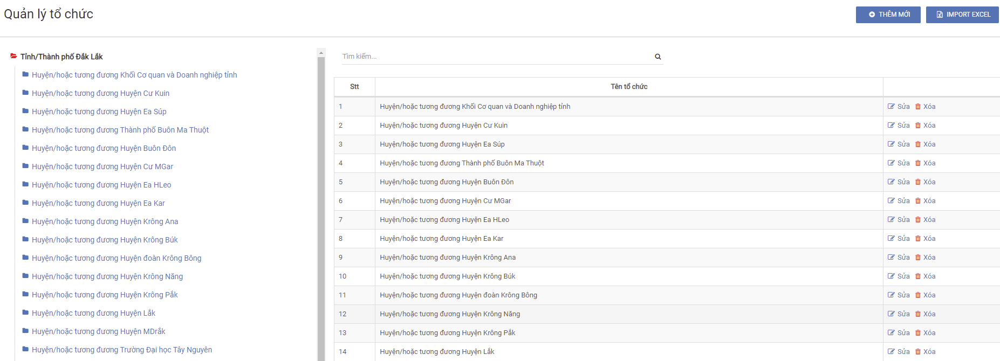 Quản lý tổ chức
THÊM MỚI
IMPORT EXCEL
Tỉnh/Thành phố Đắk Lắk
Huyện/hoặc tương đương Khối Cơ quan và Doanh nghiệp tỉnh
Huyện/hoặc tương đương Huyện Cư Kuin
Huyện/hoặc tương đương Huyện Ea Súp
Huyện/hoặc tương đương Thành phố Buôn Ma Thuột
Huyện/hoặc tương đương Huyện Buôn Đôn
Huyện/hoặc tương đương Huyện Cư MGar
Huyện/hoặc tương đương Huyện Ea HLeo
Huyện/hoặc tương đương Huyện Ea Kar
Huyện/hoặc tương đương Huyện Krông Ana
Huyện/hoặc tương đương Huyện Krông Búk
Huyện/hoặc tương đương Huyện đoàn Krông Bông
Huyện/hoặc tương đương Huyện Krông Năng
Huyện/hoặc tương đương Huyện Krông Pắk
Huyện/hoặc tương đương Huyện Lắk
Huyện/hoặc tương đương Huyện MDrắk
Huyện/hoặc tương đương Trường Đại học Tây Nguyên
Tìm kiếm...
Stt Tên tổ chức
1 Huyện/hoặc tương đương Khối Cơ quan và Doanh nghiệp tỉnh Sửa Xóa
2 Huyện/hoặc tương đương Huyện Cư Kuin Sửa Xóa
3 Huyện/hoặc tương đương Huyện Ea Súp Sửa Xóa
4 Huyện/hoặc tương đương Thành phố Buôn Ma Thuột Sửa Xóa
5 Huyện/hoặc tương đương Huyện Buôn Đôn Sửa Xóa
6 Huyện/hoặc tương đương Huyện Cư MGar Sửa Xóa
7 Huyện/hoặc tương đương Huyện Ea HLeo Sửa Xóa
8 Huyện/hoặc tương đương Huyện Ea Kar Sửa Xóa
9 Huyện/hoặc tương đương Huyện Krông Ana Sửa Xóa
10 Huyện/hoặc tương đương Huyện Krông Búk Sửa Xóa
11 Huyện/hoặc tương đương Huyện đoàn Krông Bông Sửa Xóa
12 Huyện/hoặc tương đương Huyện Krông Năng Sửa Xóa
13 Huyện/hoặc tương đương Huyện Krông Pắk Sửa Xóa
14 Huyện/hoặc tương đương Huyện Lắk Sửa Xóa